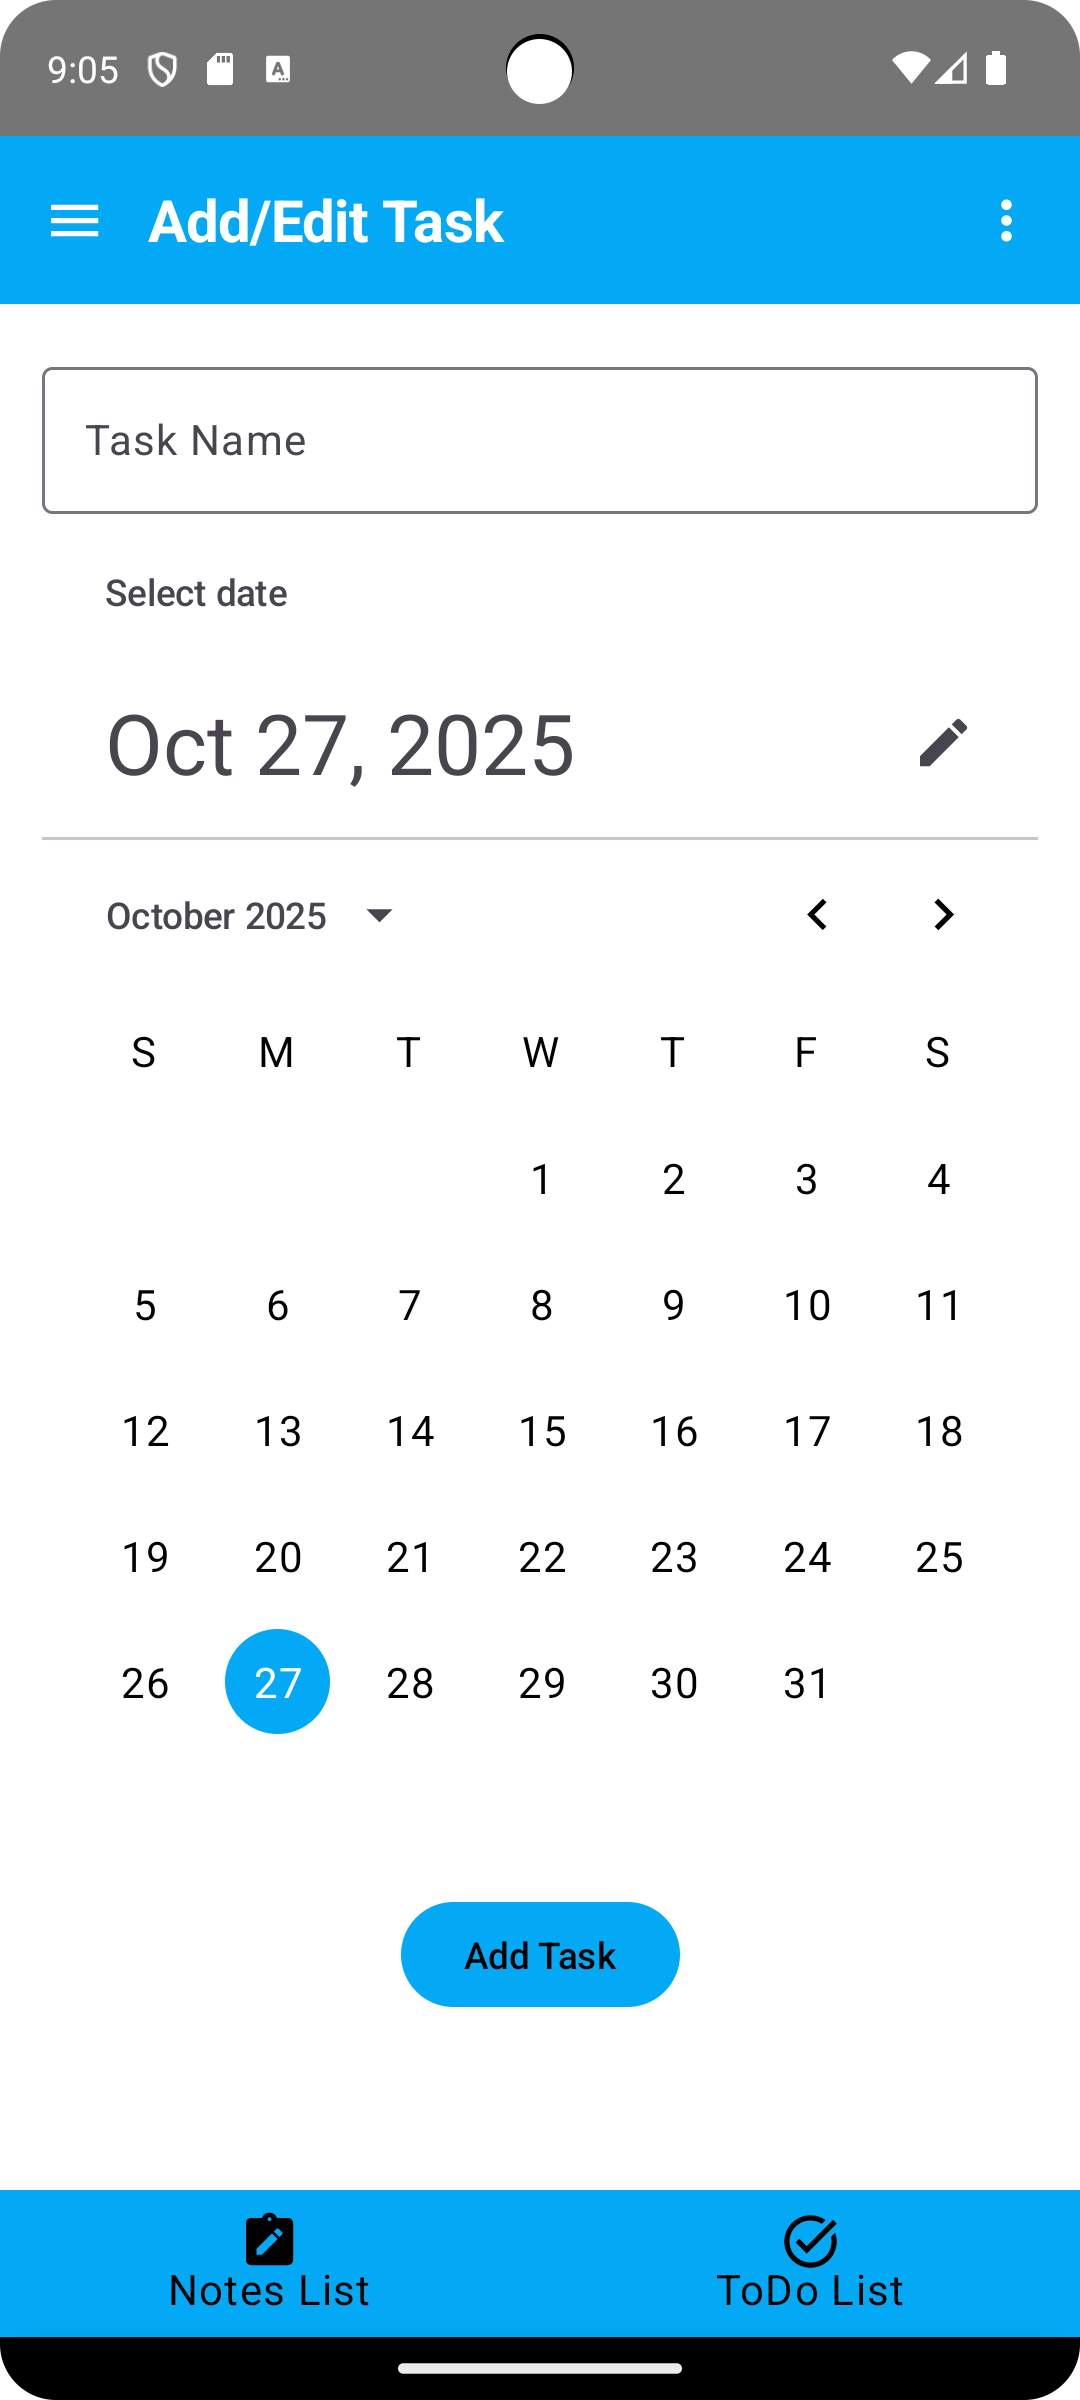 9:05
Add/Edit Task
Task Name
Select date
Oct 27, 2025
October 2025
S M T W T F S
1 2 3 4
5 6 7 8 9 10 11
12 13 14 15 16 17 18
19 20 21 22 23 24 25
26 27 28 29 30 31
Add Task
Notes List ToDo List